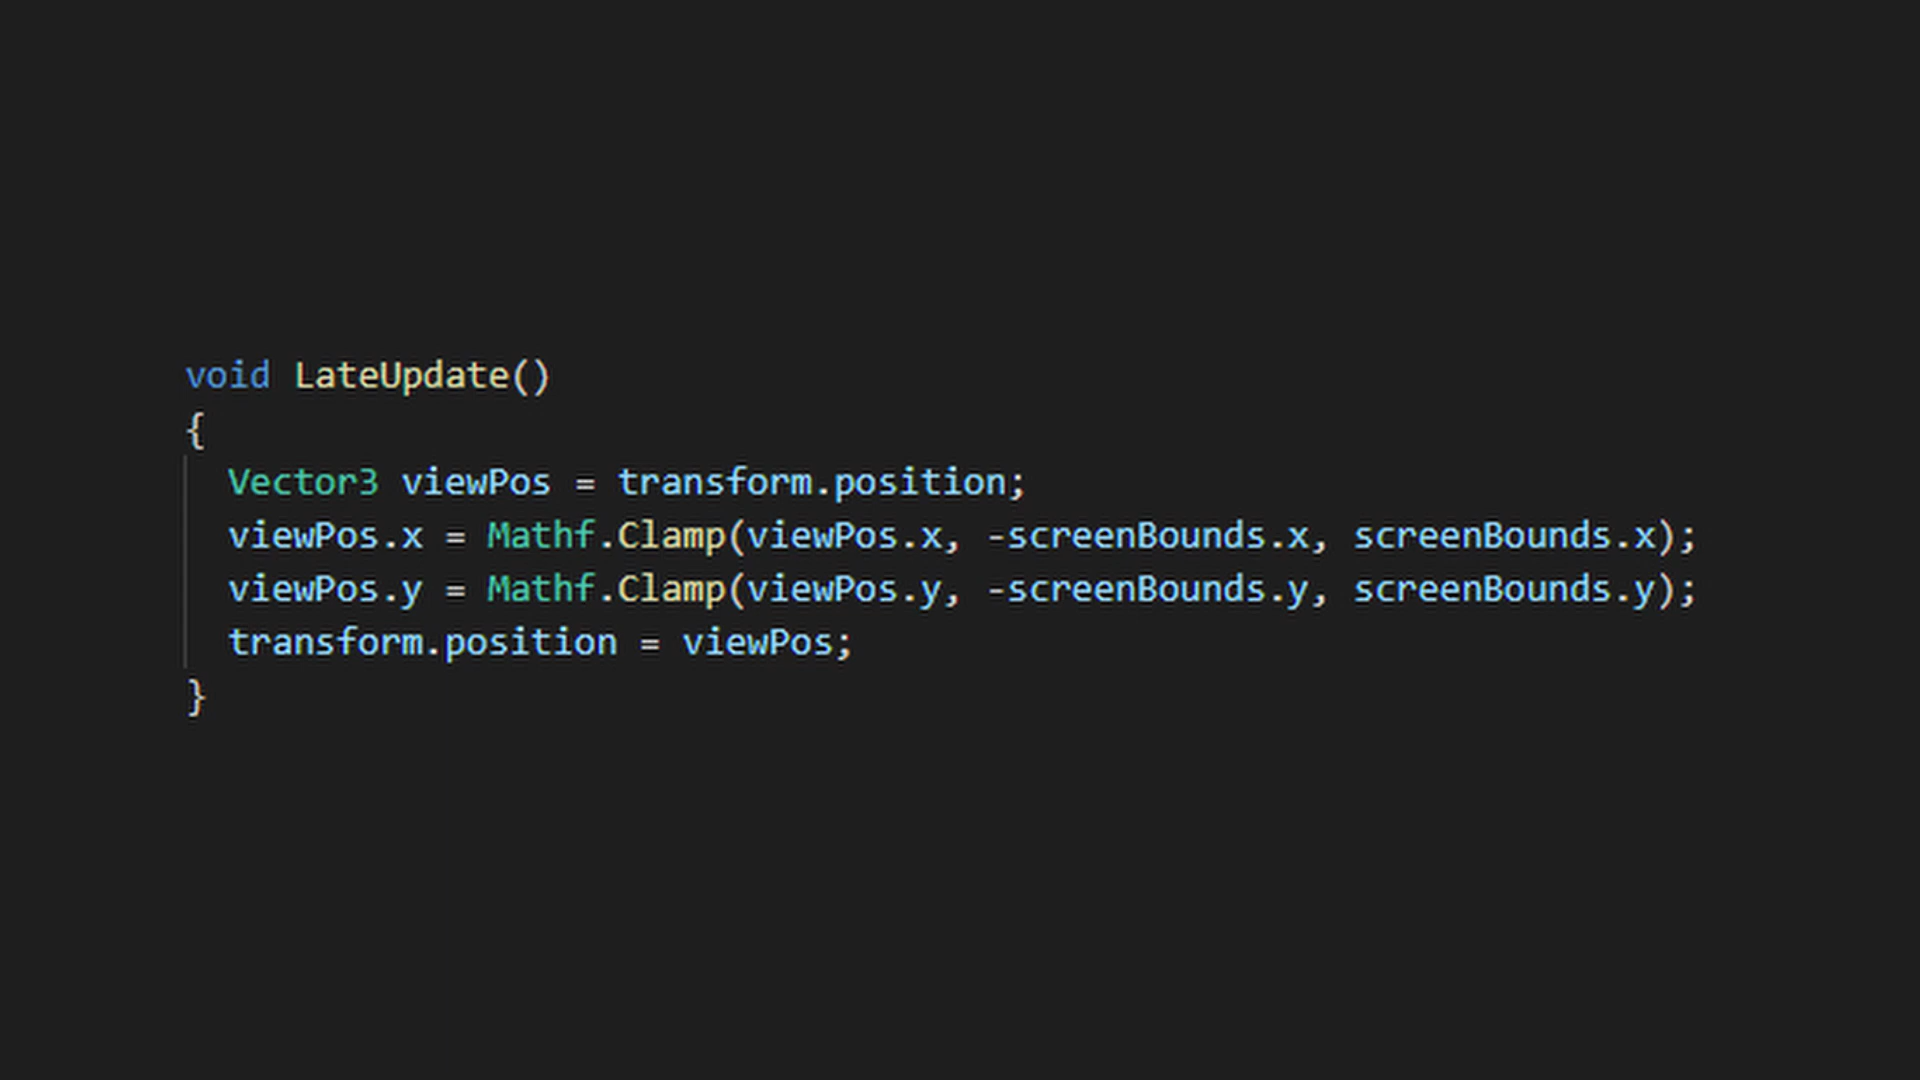 void LateUpdate()
{
  Vector3 viewPos = transform.position;
  viewPos.x = Mathf.Clamp(viewPos.x, -screenBounds.x, screenBounds.x);
  viewPos.y = Mathf.Clamp(viewPos.y, -screenBounds.y, screenBounds.y);
  transform.position = viewPos;
}